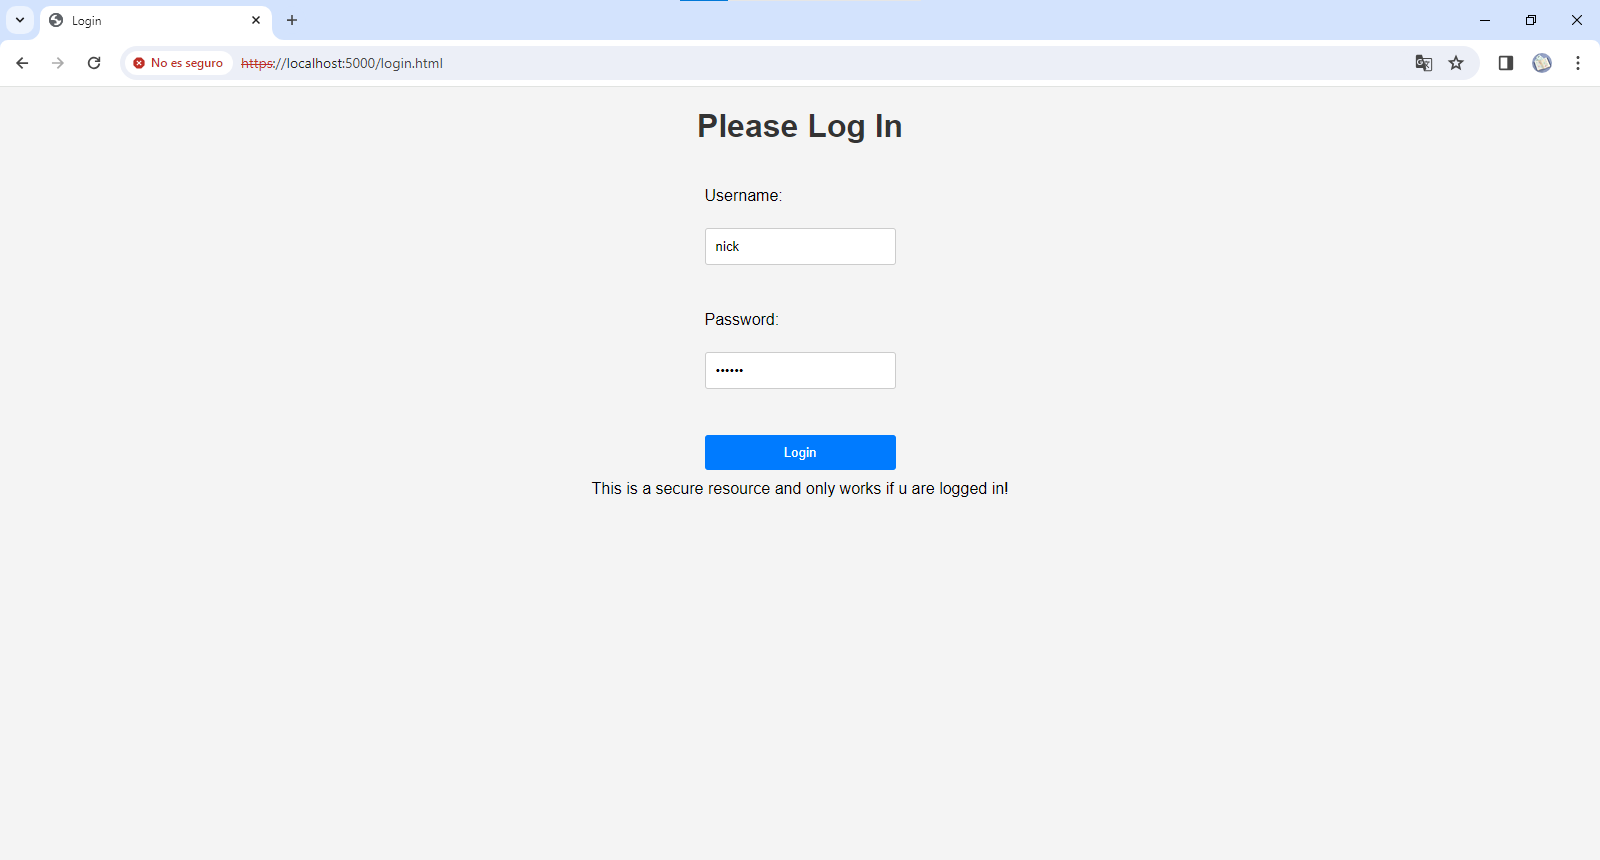 Login
No es seguro https://localhost:5000/login.html
Please Log In
Username:
nick
Password:
••••••
Login
This is a secure resource and only works if u are logged in!